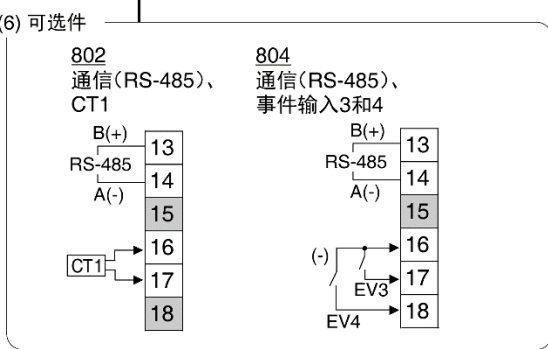 (6) 可选件
802
通信(RS-485)、
CT1
B(+)
RS-485
A(-)
13
14
15
16
17
18
CT1
804
通信(RS-485)、
事件输入3和4
B(+)
RS-485
A(-)
13
14
15
16
17
18
(-)
EV3
EV4